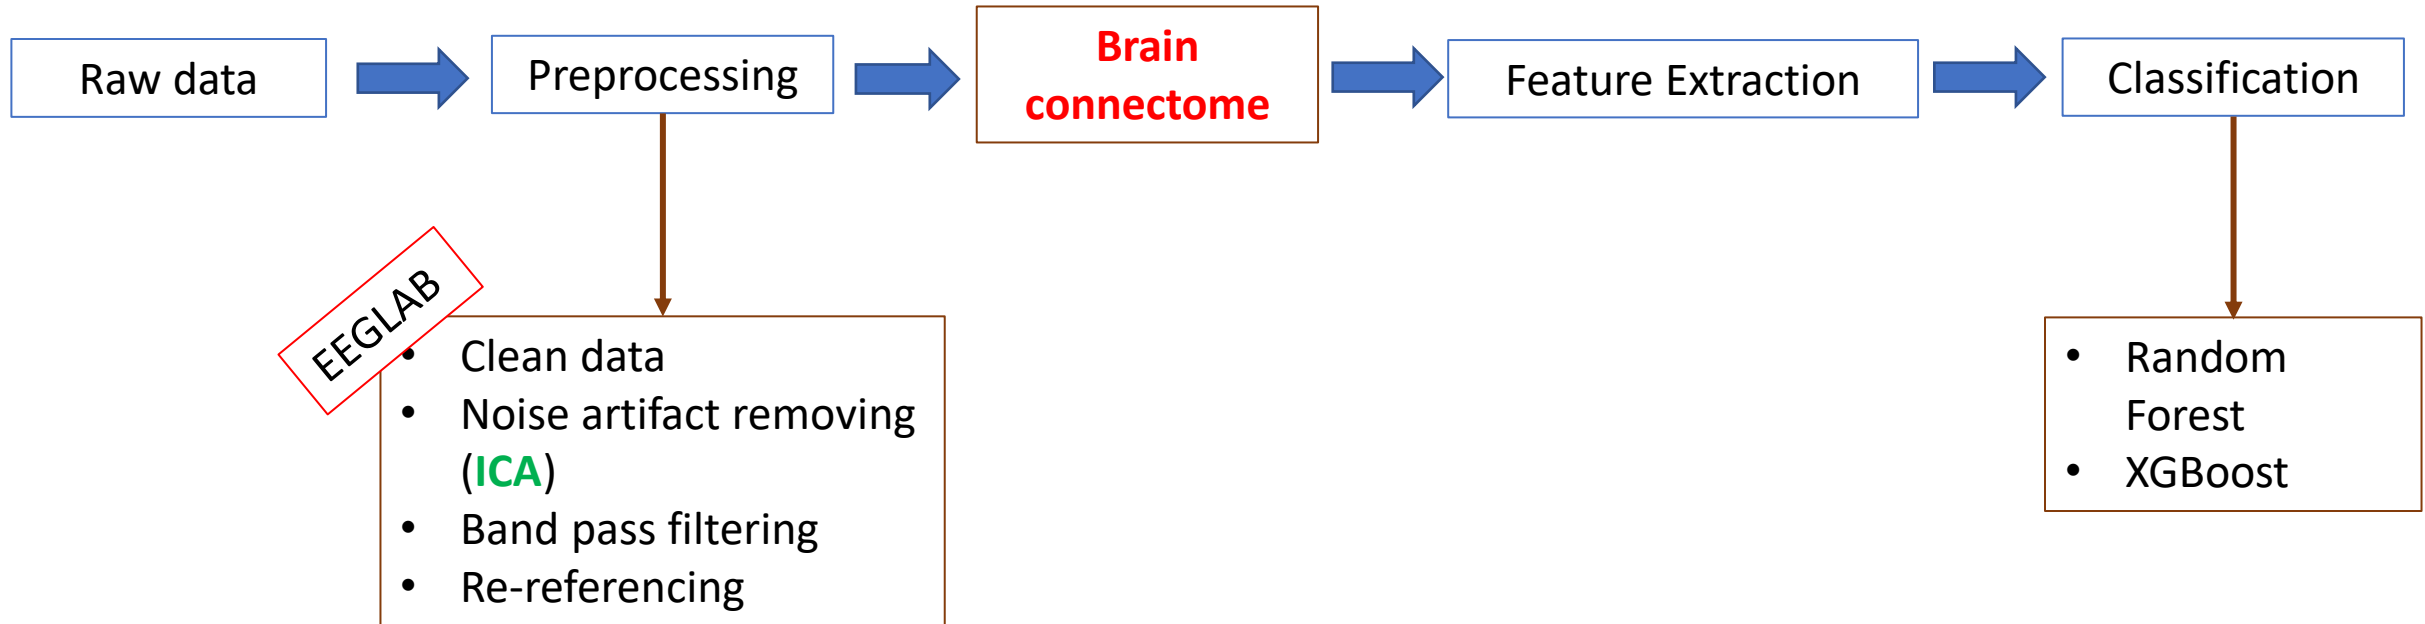 Raw data
Preprocessing
Brain
connectome
Feature Extraction
Classification
EEGLAB
• Clean data
• Noise artifact removing
(ICA)
• Band pass filtering
• Re-referencing
• Random
Forest
• XGBoost